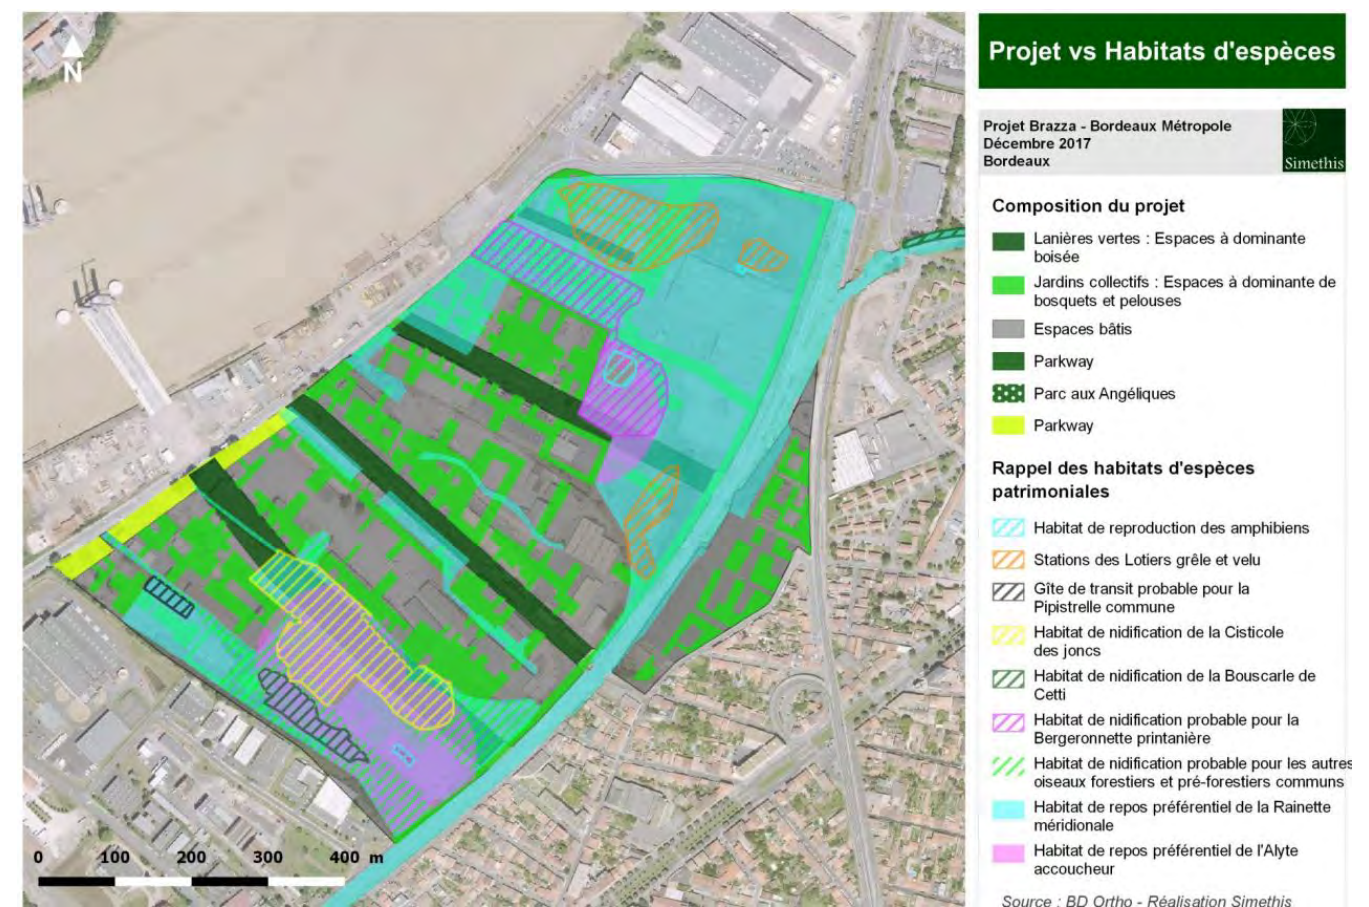 N
Projet vs Habitats d'espèces
Projet Brazza - Bordeaux Métropole
Décembre 2017
Bordeaux
Simethis
Composition du projet
Lanières vertes : Espaces à dominante
boisée
Jardins collectifs : Espaces à dominante de
bosquets et pelouses
Espaces bâtis
Parkway
Parc aux Angéliques
Parkway
Rappel des habitats d'espèces
patrimoniales
Habitat de reproduction des amphibiens
Stations des Lotiers grêle et velu
Gîte de transit probable pour la
Pipistrelle commune
Habitat de nidification de la Cisticole
des joncs
Habitat de nidification de la Bouscarle de
Cetti
Habitat de nidification probable pour la
Bergeronnette printanière
Habitat de nidification probable pour les autres
oiseaux forestiers et pré-forestiers communs
Habitat de repos préférentiel de la Rainette
méridionale
Habitat de repos préférentiel de l'Alyte
accoucheur
Source : BD Ortho - Réalisation Simethis
0 100 200 300 400 m